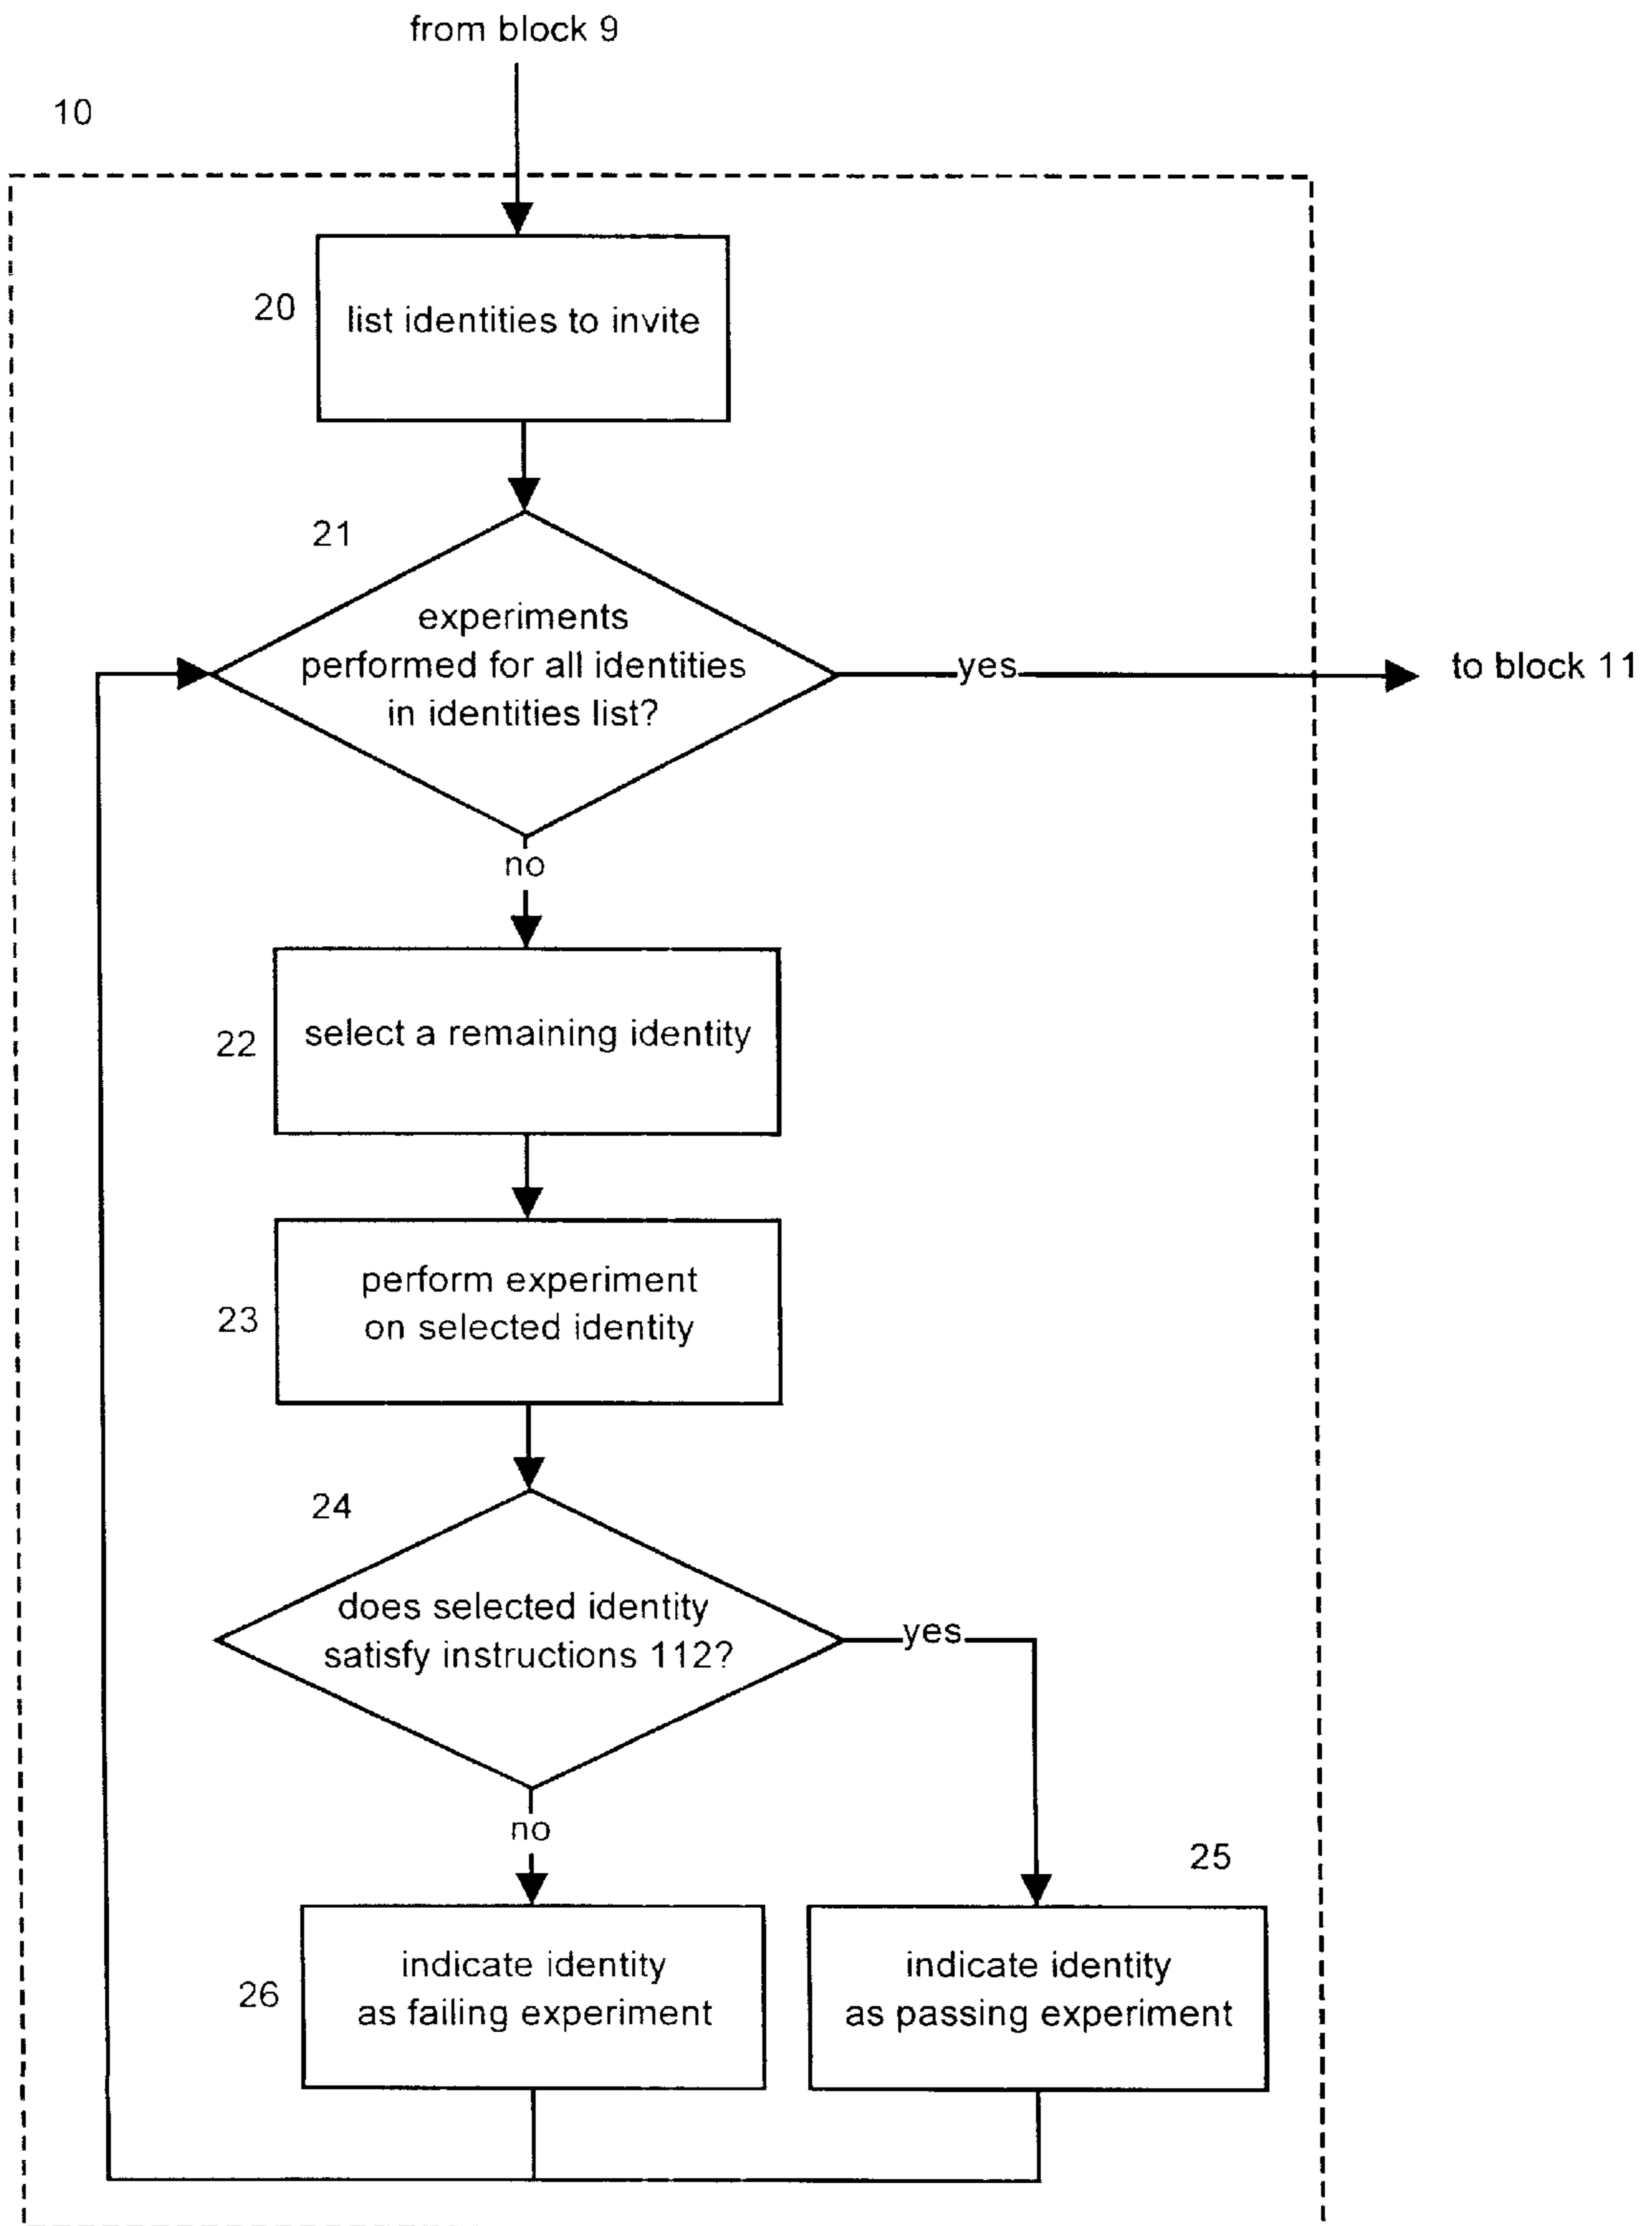 from block 9
10
20
list identities to invite
21
experiments
performed for all identities
in identities list?
yes
to block 11
no
22
select a remaining identity
23
perform experiment
on selected identity
24
does selected identity
satisfy instructions 112?
yes
no
25
26
indicate identity
as failing experiment
indicate identity
as passing experiment